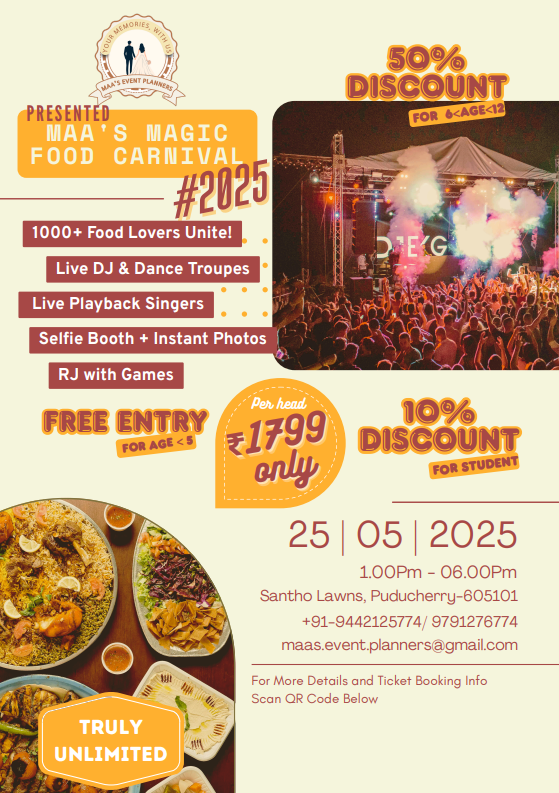 YOUR MEMORIES, WITH US
MAA'S EVENT PLANNERS
PRESENTED
MAA'S MAGIC
FOOD CARNIVAL
#2025
50%
DISCOUNT
FOR 6<AGE<12
1000+ Food Lovers Unite!
Live DJ & Dance Troupes
Live Playback Singers
Selfie Booth + Instant Photos
RJ with Games
FREE ENTRY
FOR AGE < 5
Per head
₹1799
only
10%
DISCOUNT
FOR STUDENT
25 | 05 | 2025
1.00Pm - 06.00Pm
Santho Lawns, Puducherry-605101
+91-9442125774/ 9791276774
maas.event.planners@gmail.com
For More Details and Ticket Booking Info
Scan QR Code Below
TRULY
UNLIMITED